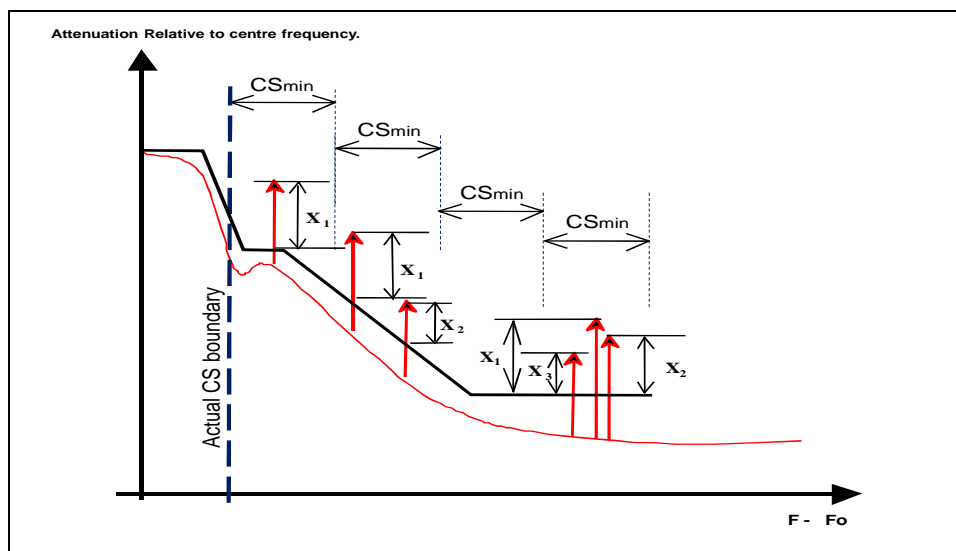 Attenuation Relative to centre frequency.
CSmin
CSmin
CSmin
CSmin
X1
X1
X2
X1
X3
X2
Actual CS boundary
F - Fo